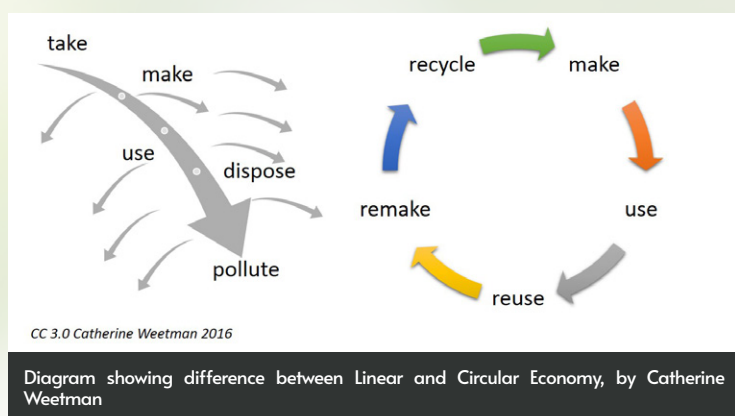 take
make
use
dispose
pollute
recycle
make
use
reuse
remake
CC 3.0 Catherine Weetman 2016
Diagram showing difference between Linear and Circular Economy, by Catherine
Weetman